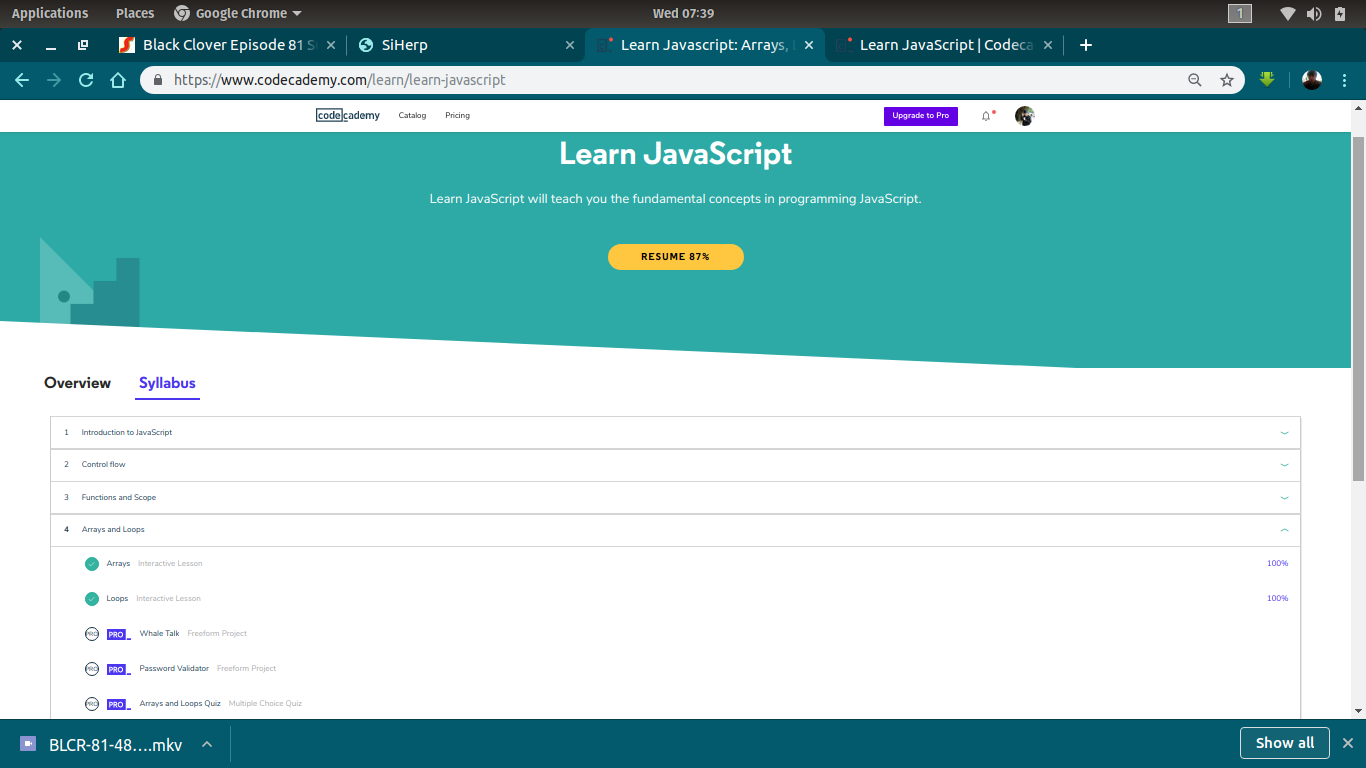 Applications Places Google Chrome Wed 07:39 1
Black Clover Episode 81 S SiHerp Learn Javascript: Arrays, Learn JavaScript | Codeca
https://www.codecademy.com/learn/learn-javascript
codecademy Catalog Pricing Upgrade to Pro
Learn JavaScript
Learn JavaScript will teach you the fundamental concepts in programming JavaScript.
RESUME 87%
Overview Syllabus
1 Introduction to JavaScript
2 Control flow
3 Functions and Scope
4 Arrays and Loops
Arrays Interactive Lesson 100%
Loops Interactive Lesson 100%
PRO PRO Whale Talk Freeform Project
PRO PRO Password Validator Freeform Project
PRO PRO Arrays and Loops Quiz Multiple Choice Quiz
BLCR-81-48....mkv Show all